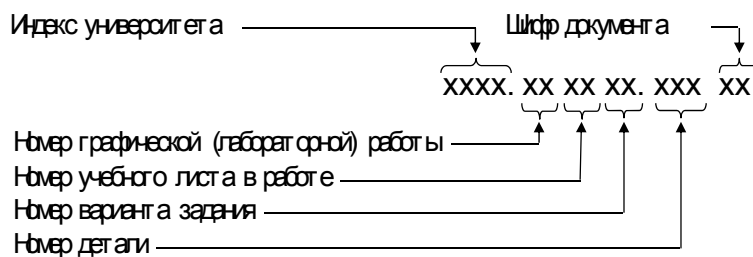 Индекс университета Шифр документа
xxxx. xx xx xx. xxx xx
Номер графической (лабораторной) работы
Номер учебного листа в работе
Номер варианта задания
Номер детали